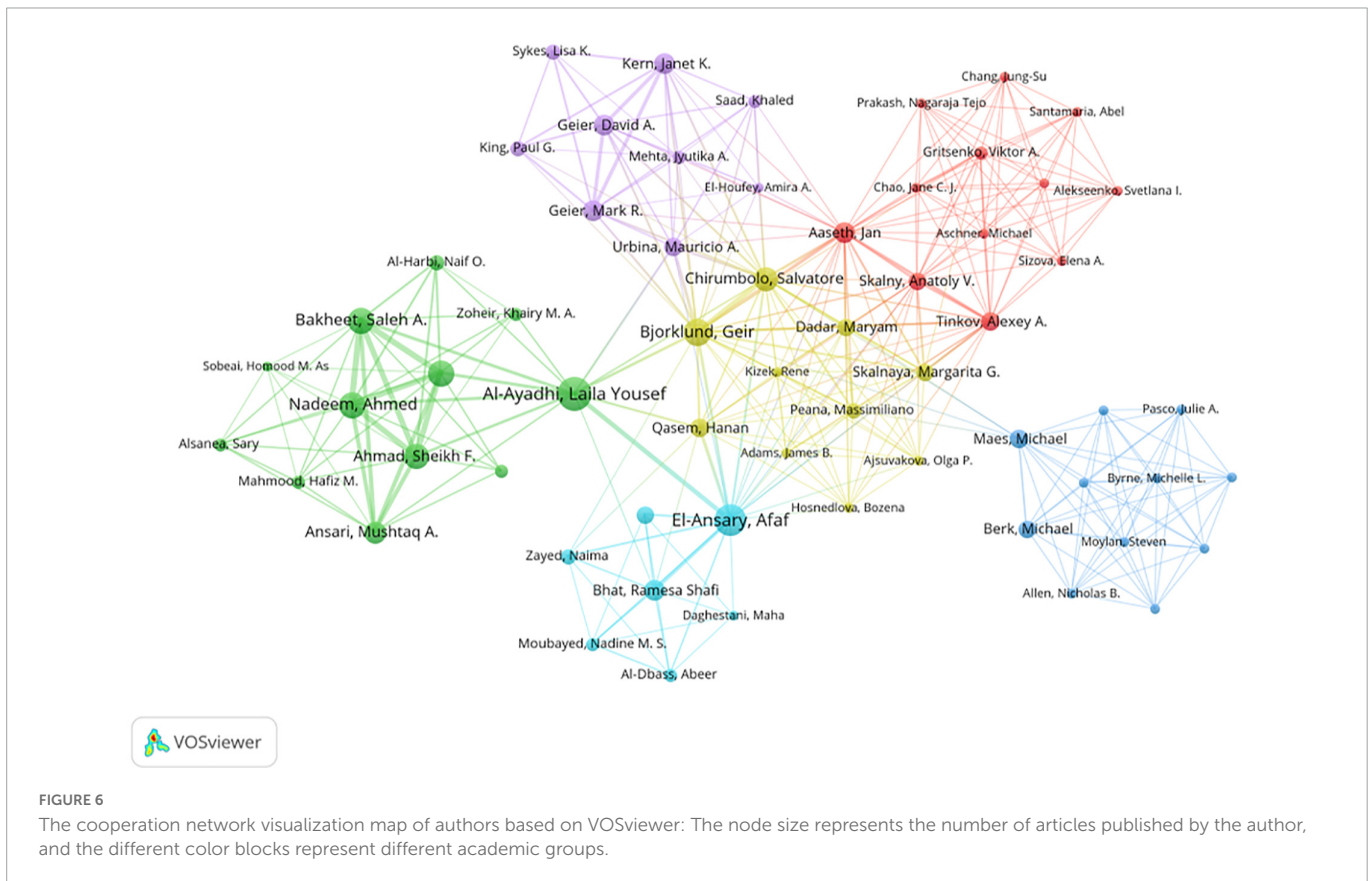 Sykes, Lisa K.
Kern, Janet K.
Chang, Jung-Su
Saad, Khaled
Prakash, Nagaraja Tejo
Santamaria, Abel
Geier, David A.
King, Paul G.
Mehta, Jyutika A.
Gritsenko, Viktor A.
El-Houfey, Amira A.
Chao, Jane C. J.
Alekseenko, Svetlana I.
Geier, Mark R.
Urbina, Mauricio A.
Aaseth, Jan
Aschner, Michael
Sizova, Elena A.
Al-Harbi, Naif O.
Chirumbolo, Salvatore
Skalny, Anatoly V.
Bakheet, Saleh A.
Zoheir, Khairy M. A.
Bjorklund, Geir
Dadar, Maryam
Tinkov, Alexey A.
Sobeai, Homood M. As
Kizek, Rene
Skalnaya, Margarita G.
Nadeem, Ahmed
Al-Ayadhi, Laila Yousef
Peana, Massimiliano
Pasco, Julie A.
Alsanea, Sary
Ahmad, Sheikh F.
Qasem, Hanan
Maes, Michael
Adams, James B.
Ajsuvakova, Olga P.
Mahmood, Hafiz M.
Byrne, Michelle L.
Hosnedlova, Bozena
Ansari, Mushtaq A.
El-Ansary, Afaf
Berk, Michael
Moylan, Steven
Zayed, Naima
Bhat, Ramesa Shafi
Allen, Nicholas B.
Daghestani, Maha
Moubayed, Nadine M. S.
Al-Dbass, Abeer
VOSviewer
FIGURE 6
The cooperation network visualization map of authors based on VOSviewer: The node size represents the number of articles published by the author,
and the different color blocks represent different academic groups.